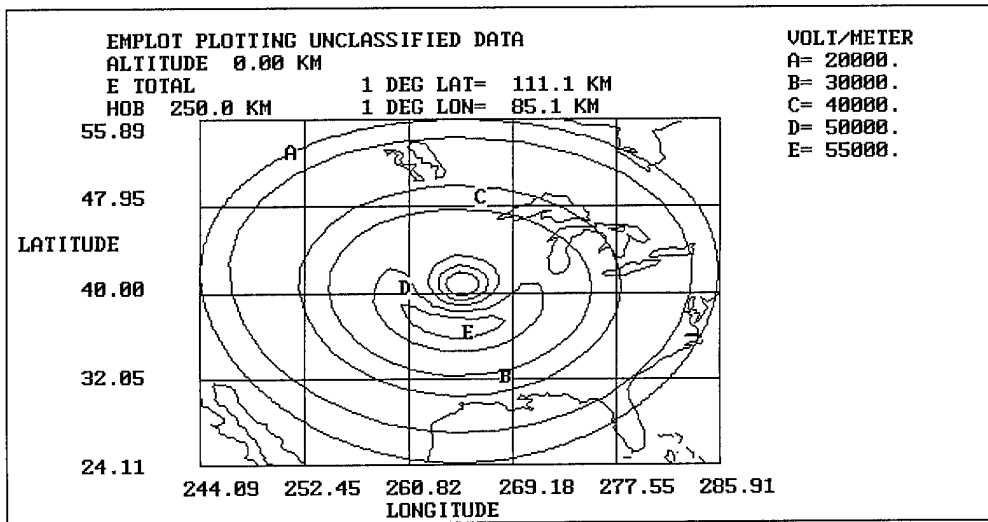 EMPLOT PLOTTING UNCLASSIFIED DATA
ALTITUDE 0.00 KM
E TOTAL 1 DEG LAT= 111.1 KM
HOB 250.0 KM 1 DEG LON= 85.1 KM
VOLT/METER
A= 20000.
B= 30000.
C= 40000.
D= 50000.
E= 55000.
55.89
47.95
LATITUDE
40.00
32.05
24.11
A
C
D
E
B
244.09 252.45 260.82 269.18 277.55 285.91
LONGITUDE